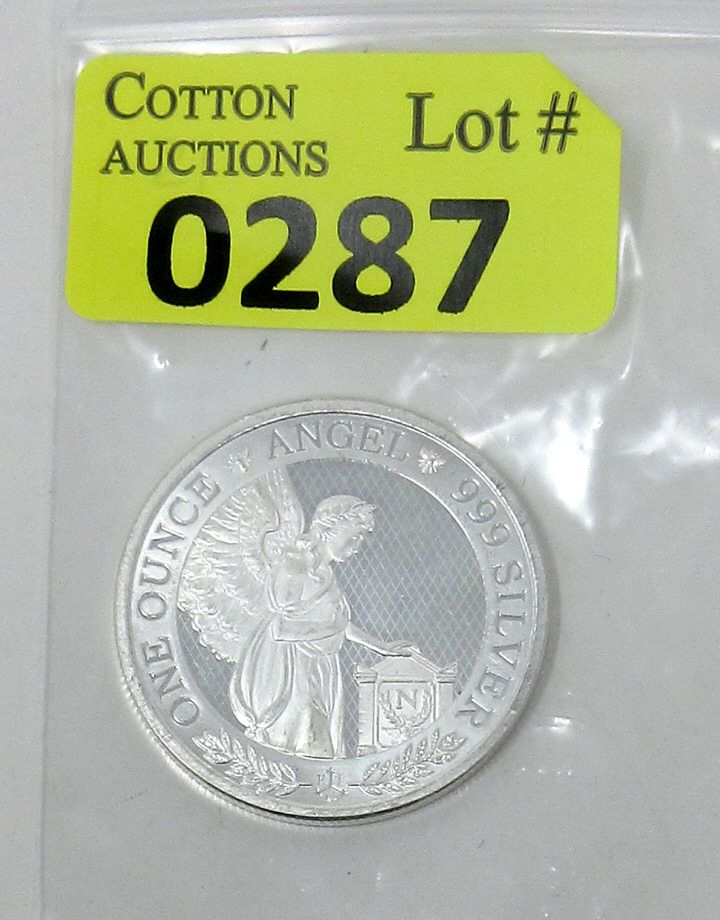 COTTON
AUCTIONS
Lot #
0287
ONE OUNCE ANGEL 999 SILVER
N